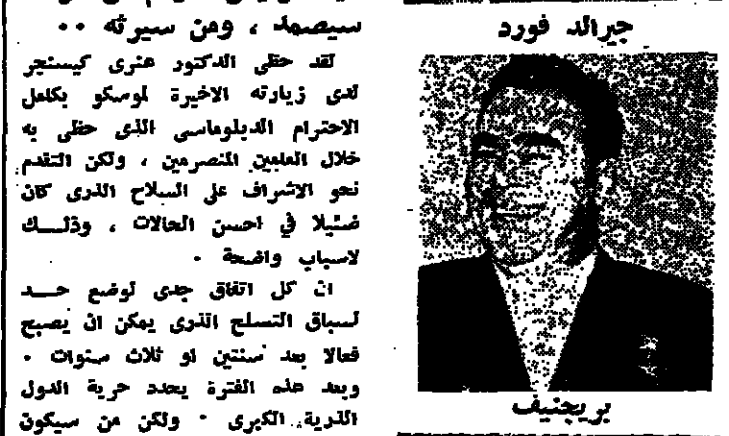 سيصمد ، ومن سيرثه ..
لقد حظى الدكتور هنرى كيسنجر
لدى زيارته الاخيرة لموسكو بكامل
الاحترام الدبلوماسى الذى حظى به
خلال العامين المنصرمين ، ولكن التقدم
نحو الاشراف على السلاح الذرى كان
ضئيلا في احسن الحالات ، وذلــك
لاسباب واضحة .
ان كل اتفاق جدى لوضع حــد
لسباق التسلح الذرى يمكن ان يصبح
فعالا بعد سنتين او ثلاث سنوات .
وبعد هذه الفترة يحدد حرية الدول
الذرية الكبرى . ولكن من سيكون
جيرالد فورد
بريجنيف